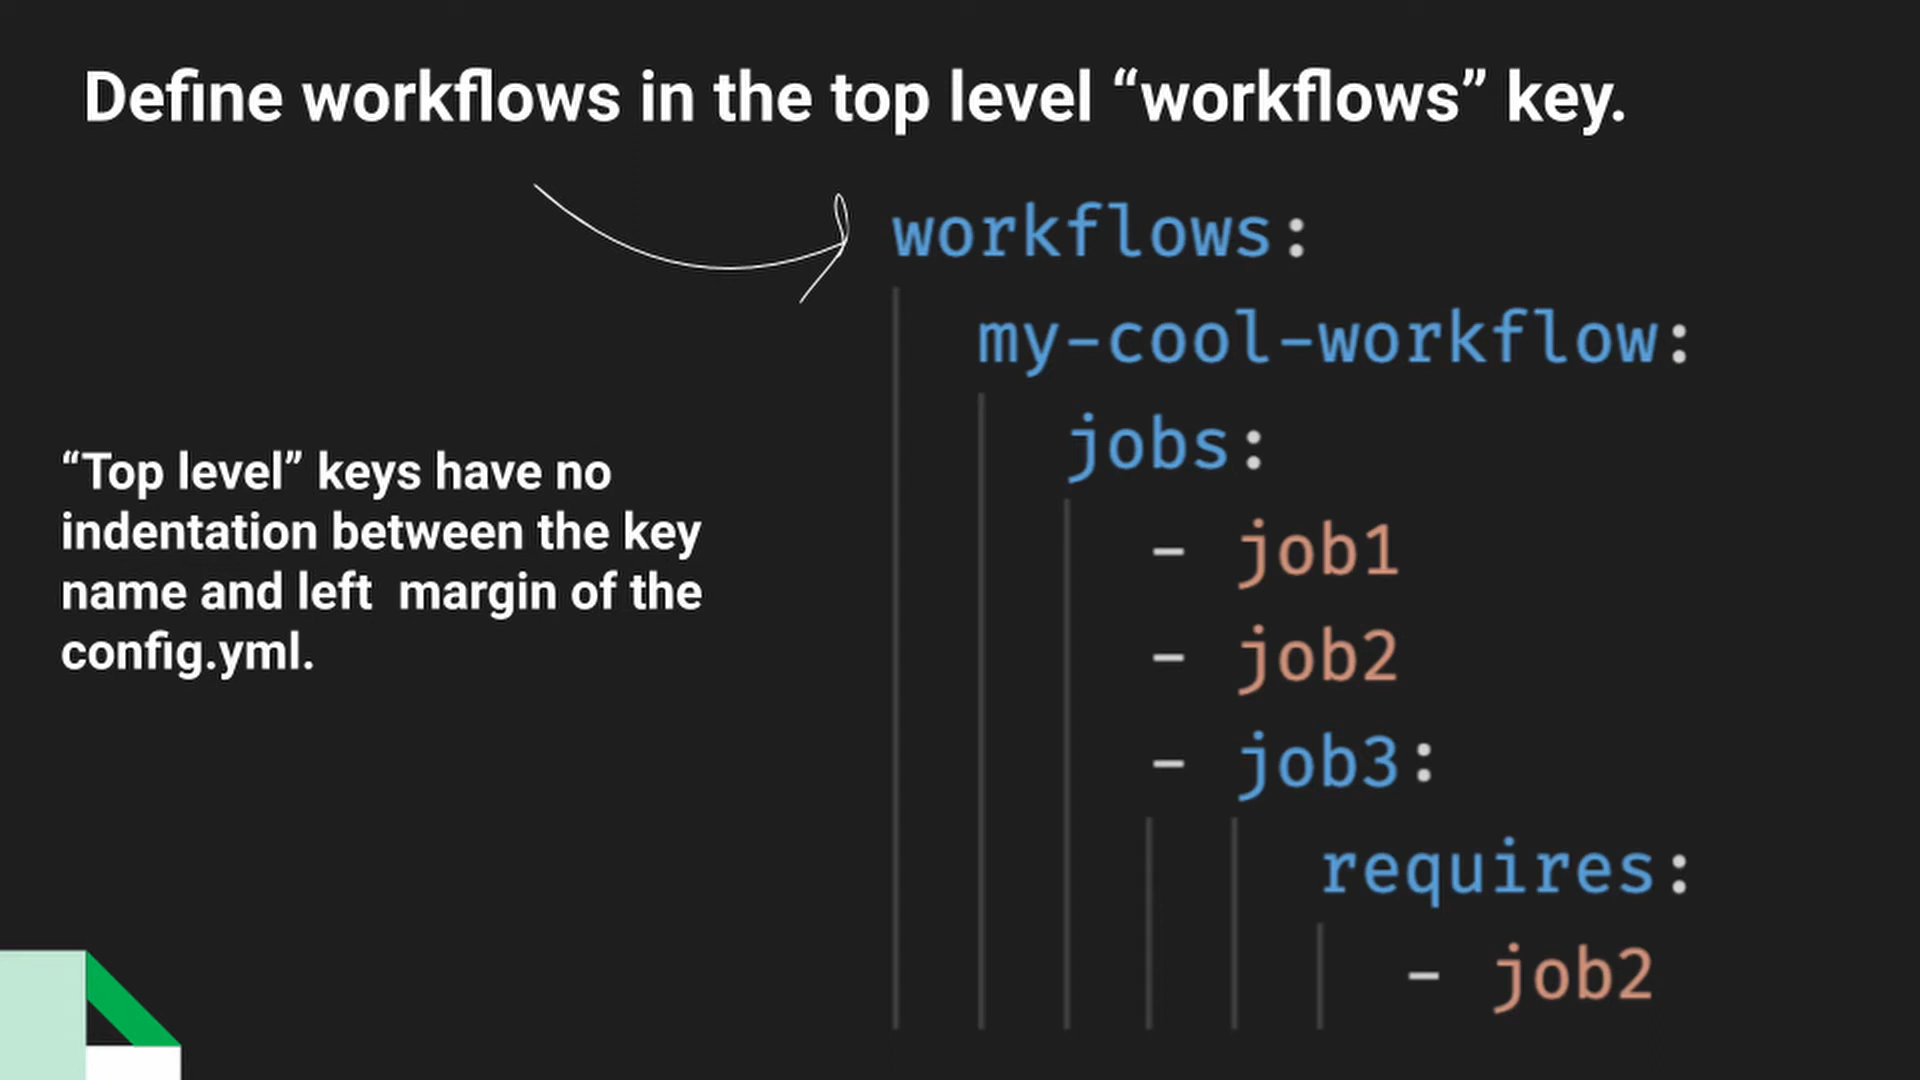 Define workflows in the top level “workflows” key.
workflows:
my-cool-workflow:
jobs:
- job1
- job2
- job3:
requires:
- job2
“Top level” keys have no
indentation between the key
name and left  margin of the
config.yml.